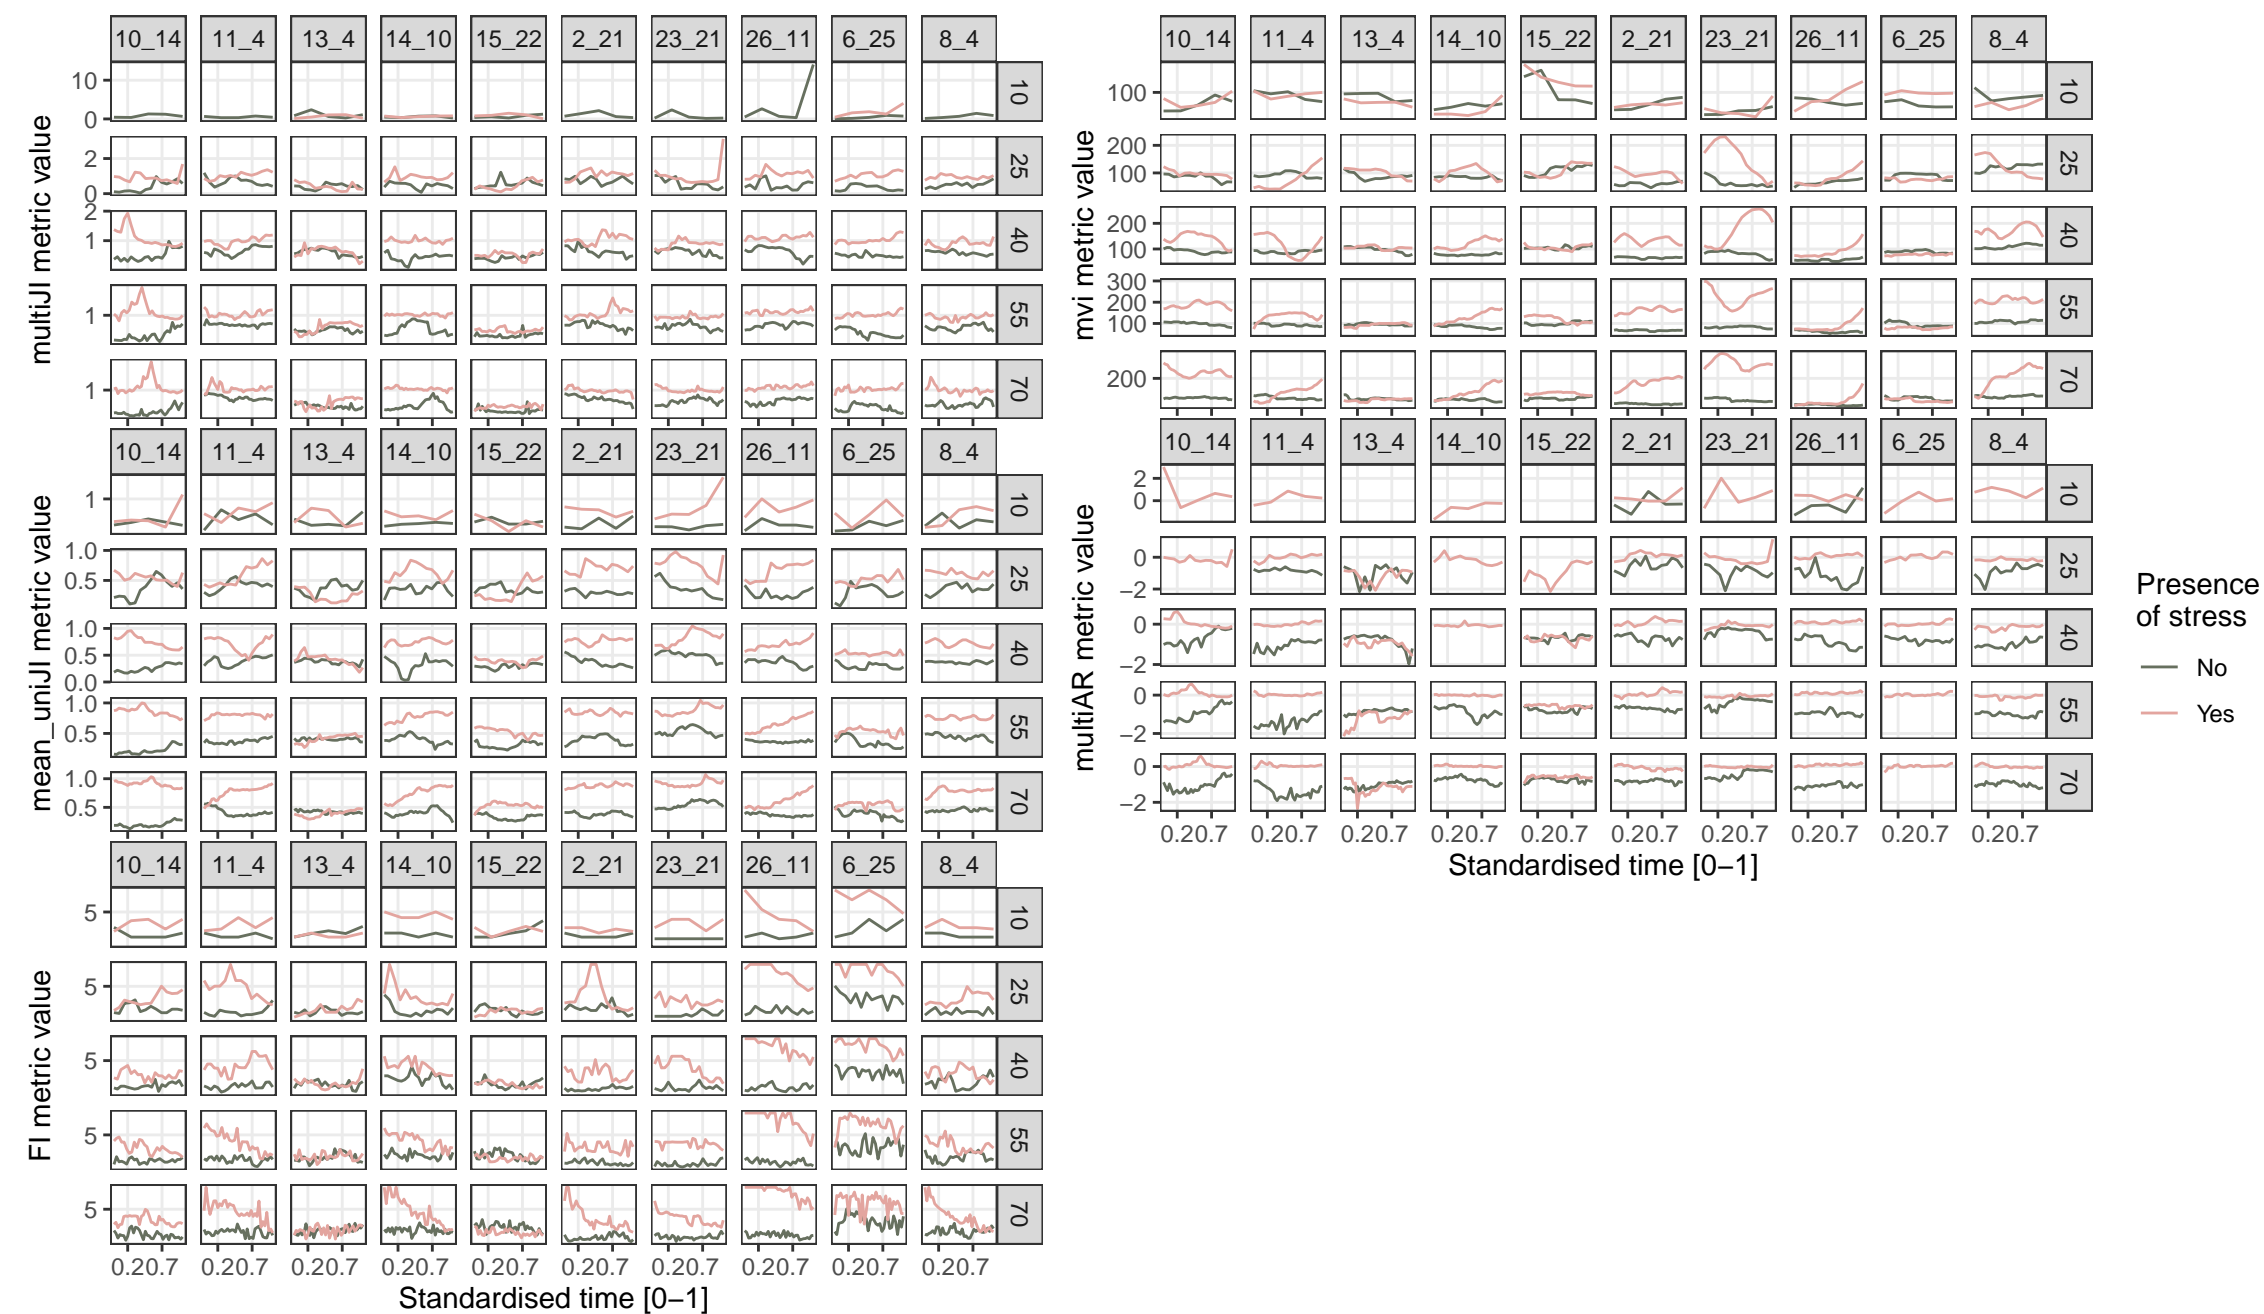 multiJI metric value
10_14 11_4 13_4 14_10 15_22 2_21 23_21 26_11 6_25 8_4
10 0 10
2 0 25
2 1 40
1 55
1 70
mean_uniJI metric value
10_14 11_4 13_4 14_10 15_22 2_21 23_21 26_11 6_25 8_4
1 10
1.0 0.5 25
1.0 0.5 0.0 40
1.0 0.5 55
1.0 0.5 70
FI metric value
10_14 11_4 13_4 14_10 15_22 2_21 23_21 26_11 6_25 8_4
5 10
5 25
5 40
5 55
5 70
0.20.7 0.20.7 0.20.7 0.20.7 0.20.7 0.20.7 0.20.7 0.20.7 0.20.7 0.20.7
Standardised time [0−1]
mvi metric value
10_14 11_4 13_4 14_10 15_22 2_21 23_21 26_11 6_25 8_4
100 10
200 100 25
200 100 40
300 200 100 55
200 70
multiAR metric value
10_14 11_4 13_4 14_10 15_22 2_21 23_21 26_11 6_25 8_4
2 0 10
0 −2 25
0 −2 40
0 −2 55
0 −2 70
0.20.7 0.20.7 0.20.7 0.20.7 0.20.7 0.20.7 0.20.7 0.20.7 0.20.7 0.20.7
Standardised time [0−1]
Presence
of stress
No
Yes